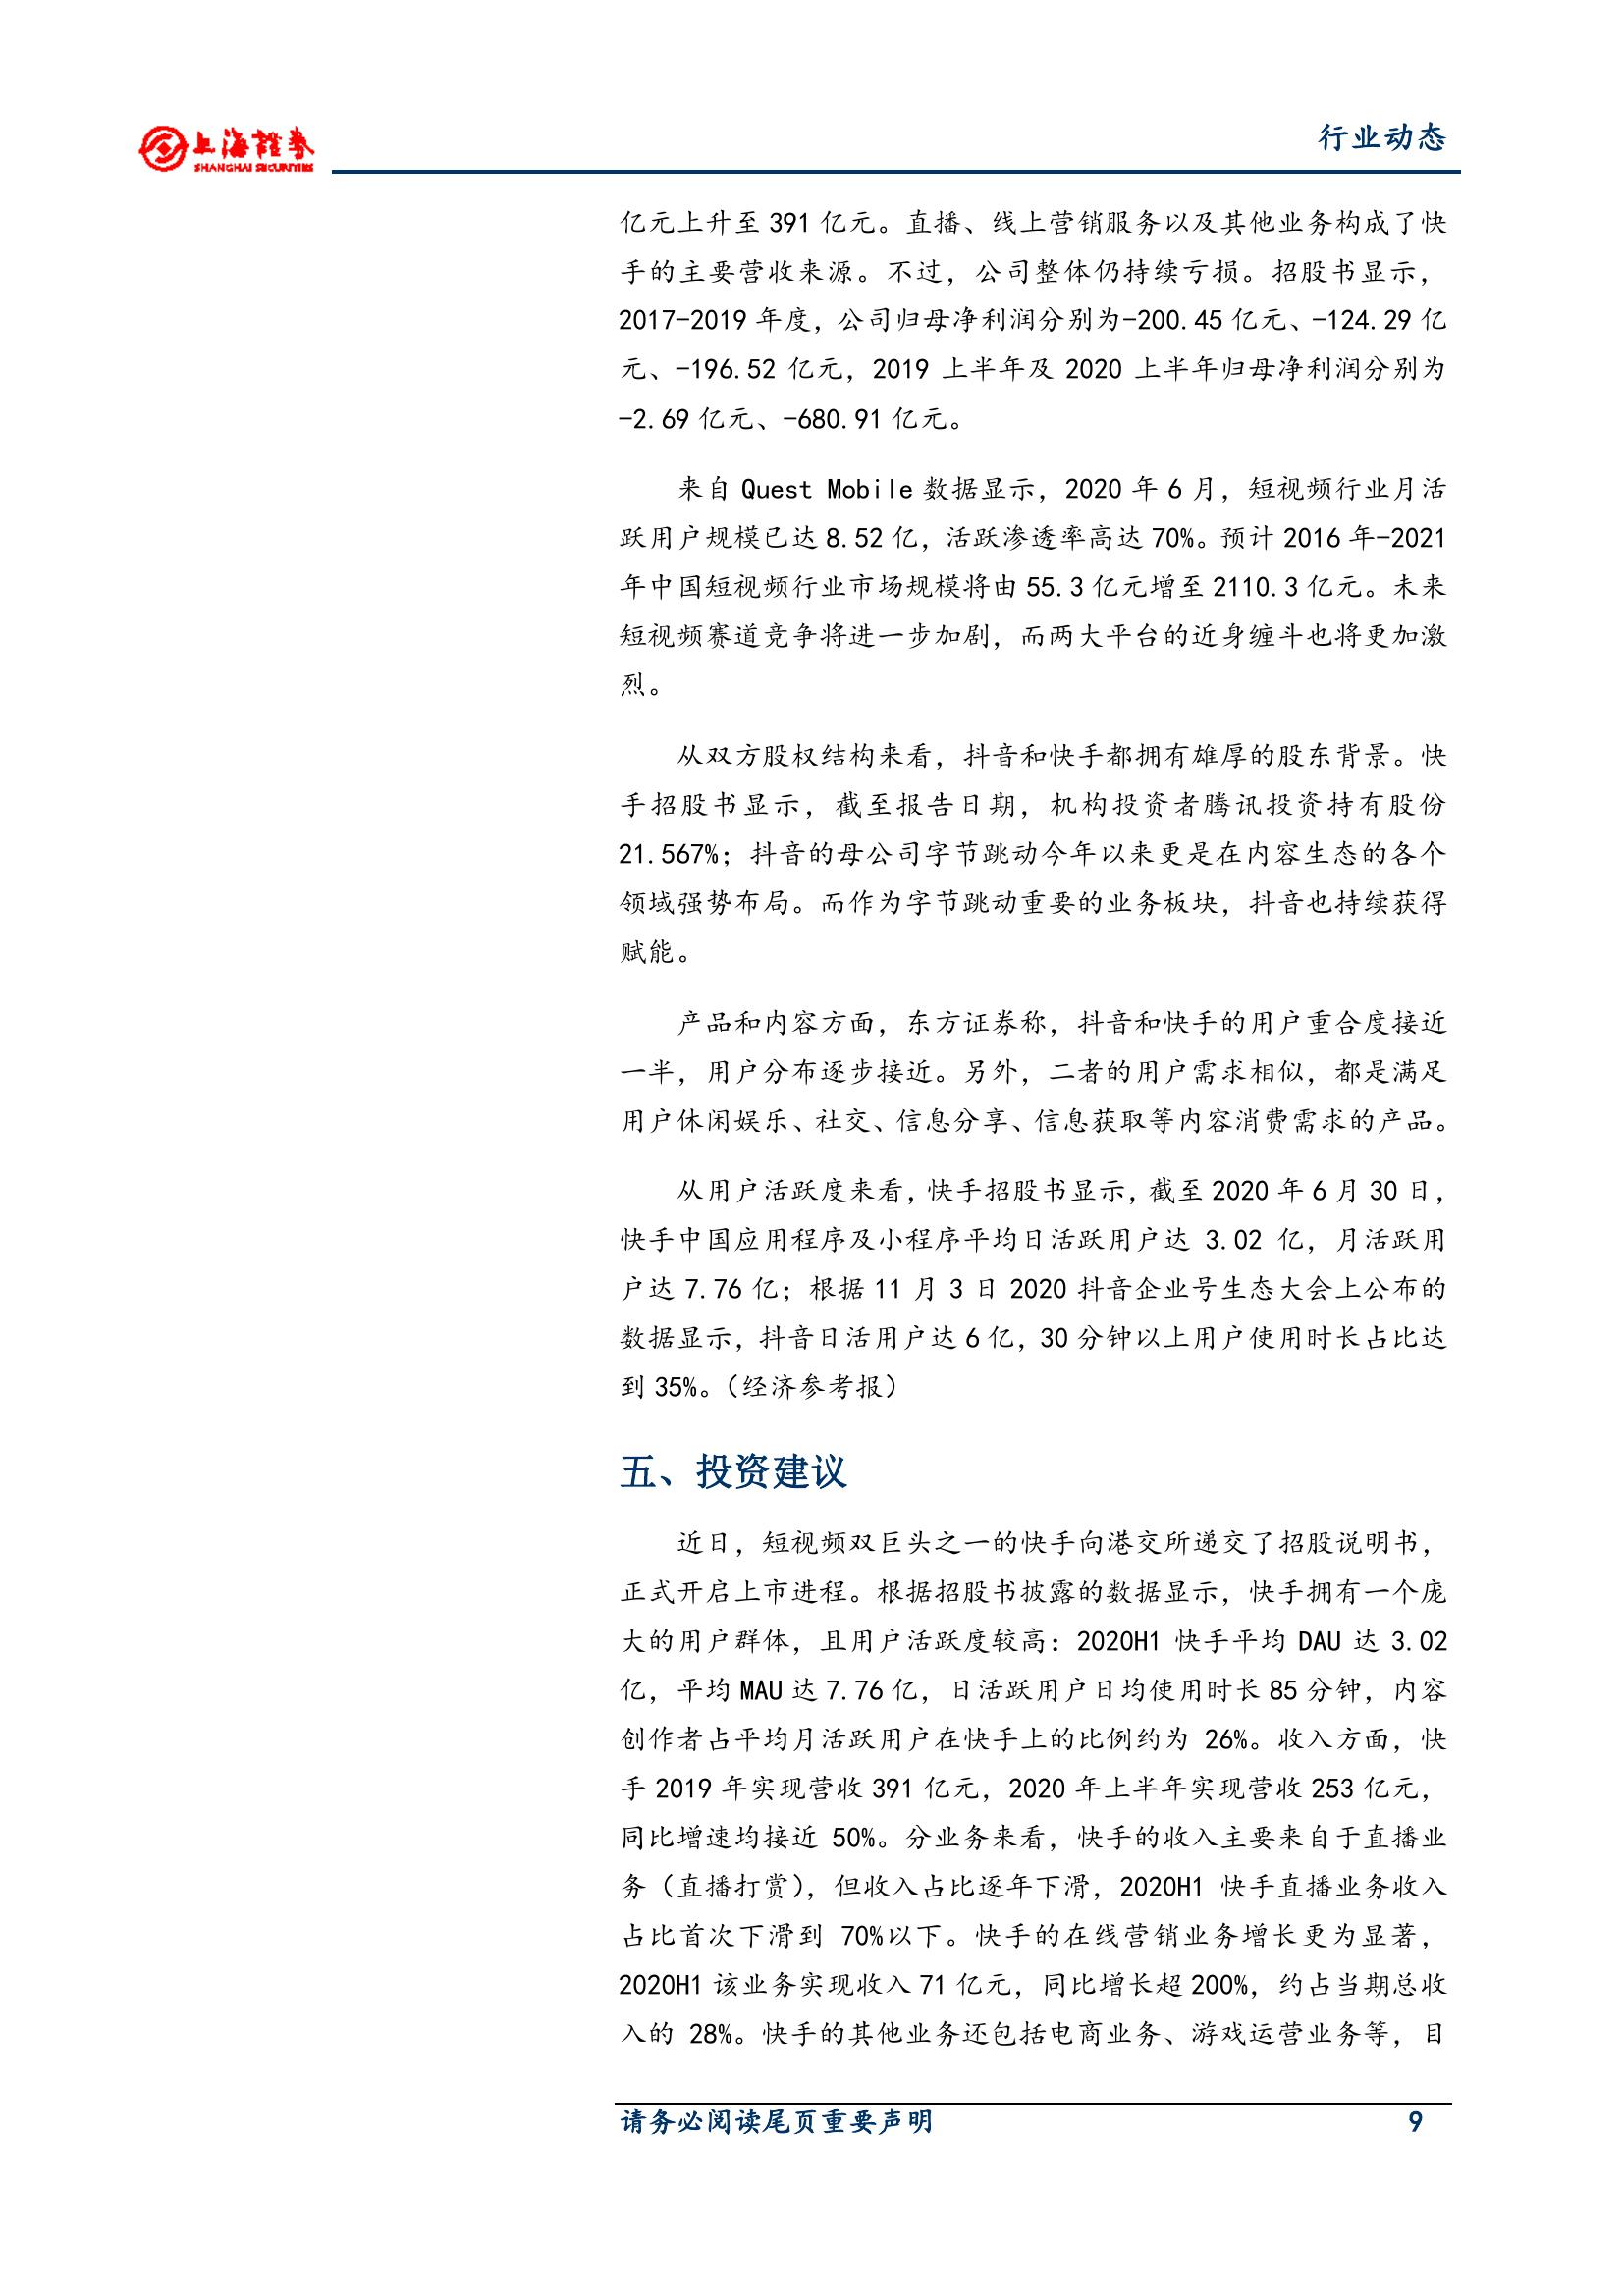 上海證券
SHANGHAI SECURITIES
行业动态
亿元上升至 391 亿元。直播、线上营销服务以及其他业务构成了快
手的主要营收来源。不过，公司整体仍持续亏损。招股书显示，
2017-2019 年度，公司归母净利润分别为-200.45 亿元、-124.29 亿
元、-196.52 亿元，2019 上半年及 2020 上半年归母净利润分别为
-2.69 亿元、-680.91 亿元。
来自 Quest Mobile 数据显示，2020 年 6 月，短视频行业月活
跃用户规模已达 8.52 亿，活跃渗透率高达 70%。预计 2016 年-2021
年中国短视频行业市场规模将由 55.3 亿元增至 2110.3 亿元。未来
短视频赛道竞争将进一步加剧，而两大平台的近身缠斗也将更加激
烈。
从双方股权结构来看，抖音和快手都拥有雄厚的股东背景。快
手招股书显示，截至报告日期，机构投资者腾讯投资持有股份
21.567%；抖音的母公司字节跳动今年以来更是在内容生态的各个
领域强势布局。而作为字节跳动重要的业务板块，抖音也持续获得
赋能。
产品和内容方面，东方证券称，抖音和快手的用户重合度接近
一半，用户分布逐步接近。另外，二者的用户需求相似，都是满足
用户休闲娱乐、社交、信息分享、信息获取等内容消费需求的产品。
从用户活跃度来看，快手招股书显示，截至 2020 年 6 月 30 日，
快手中国应用程序及小程序平均日活跃用户达 3.02 亿，月活跃用
户达 7.76 亿；根据 11 月 3 日 2020 抖音企业号生态大会上公布的
数据显示，抖音日活用户达 6 亿，30 分钟以上用户使用时长占比达
到 35%。（经济参考报）
五、投资建议
近日，短视频双巨头之一的快手向港交所递交了招股说明书，
正式开启上市进程。根据招股书披露的数据显示，快手拥有一个庞
大的用户群体，且用户活跃度较高：2020H1 快手平均 DAU 达 3.02
亿，平均 MAU 达 7.76 亿，日活跃用户日均使用时长 85 分钟，内容
创作者占平均月活跃用户在快手上的比例约为 26%。收入方面，快
手 2019 年实现营收 391 亿元，2020 年上半年实现营收 253 亿元，
同比增速均接近 50%。分业务来看，快手的收入主要来自于直播业
务（直播打赏），但收入占比逐年下滑，2020H1 快手直播业务收入
占比首次下滑到 70%以下。快手的在线营销业务增长更为显著，
2020H1 该业务实现收入 71 亿元，同比增长超 200%，约占当期总收
入的 28%。快手的其他业务还包括电商业务、游戏运营业务等，目
请务必阅读尾页重要声明
9